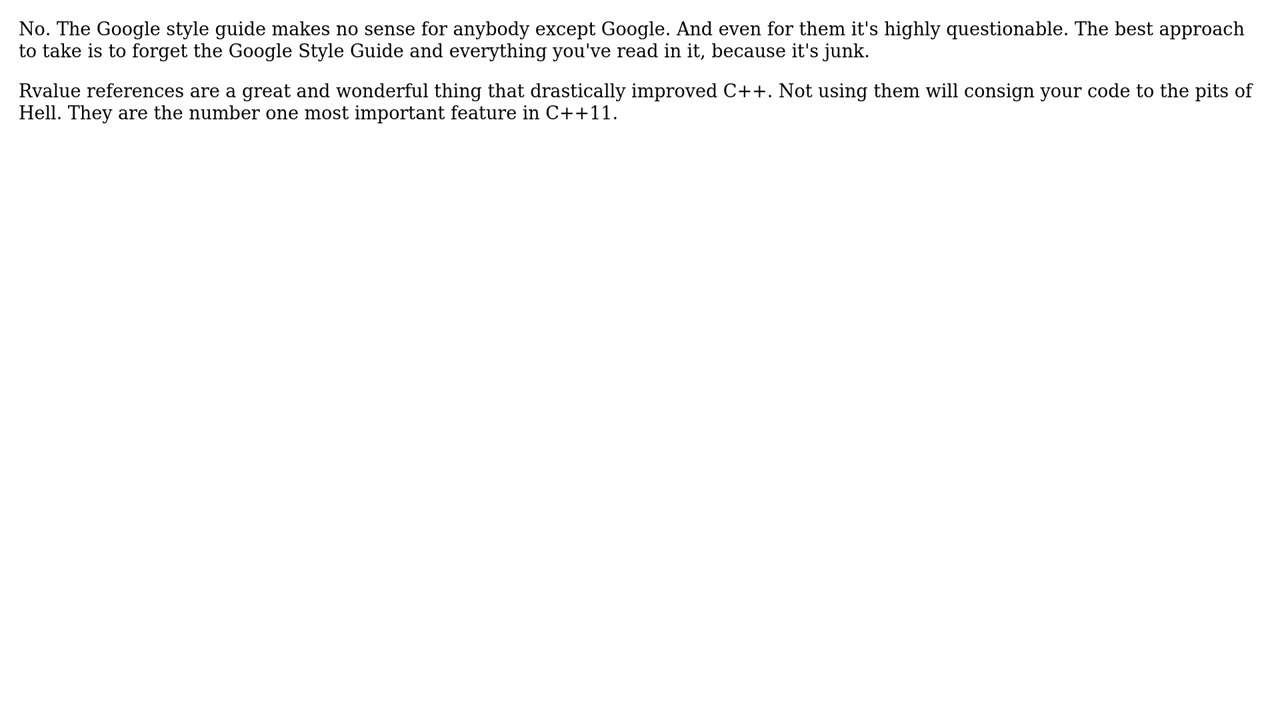 No. The Google style guide makes no sense for anybody except Google. And even for them it's highly questionable. The best approach
to take is to forget the Google Style Guide and everything you've read in it, because it's junk.
Rvalue references are a great and wonderful thing that drastically improved C++. Not using them will consign your code to the pits of
Hell. They are the number one most important feature in C++11.